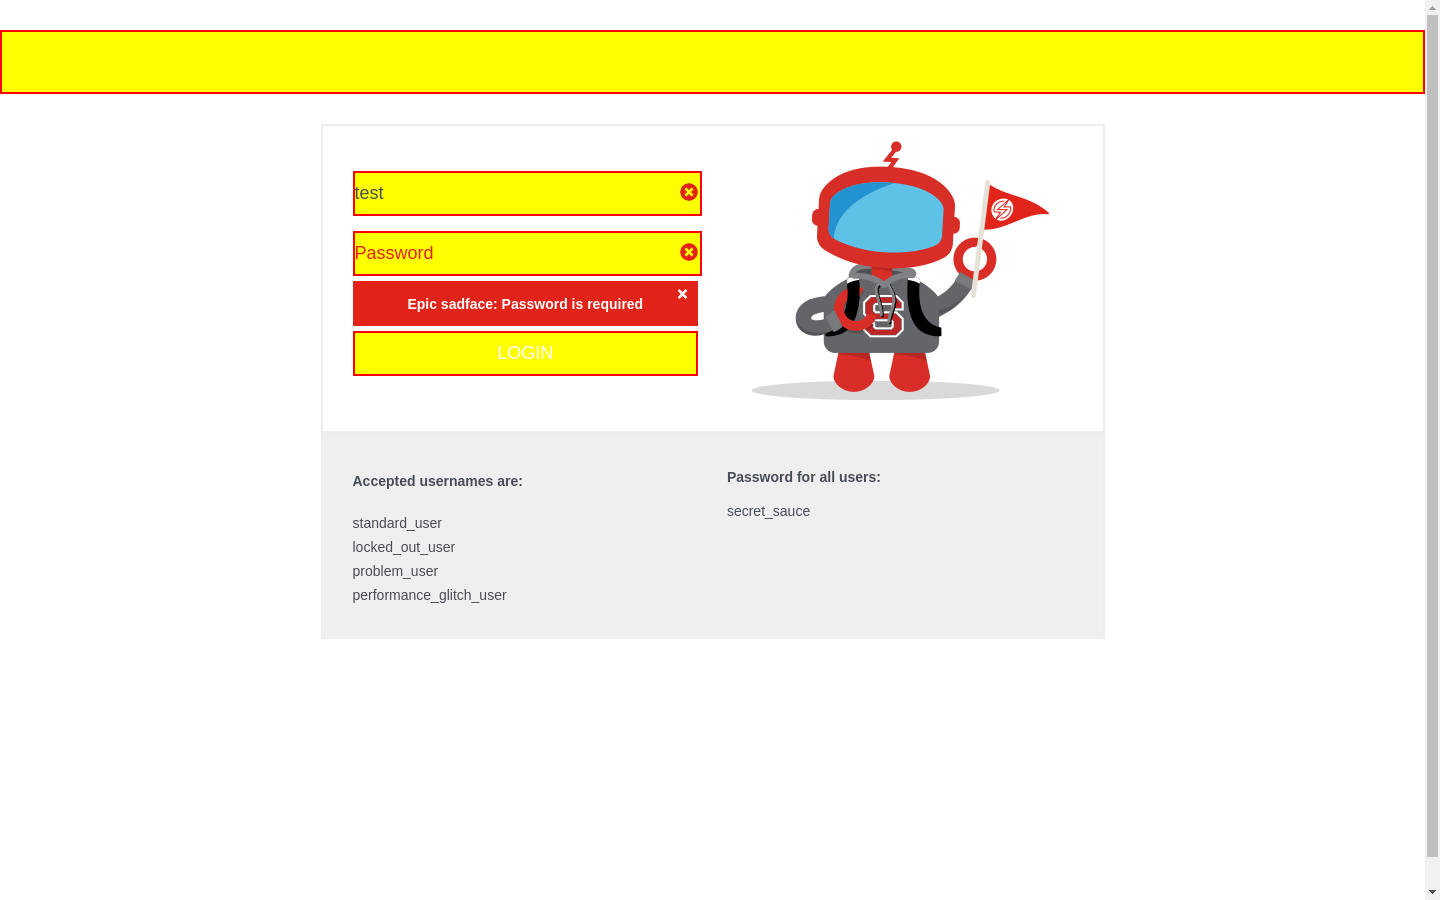 test
Password
Epic sadface: Password is required
LOGIN
S
Accepted usernames are:
standard_user
locked_out_user
problem_user
performance_glitch_user
Password for all users:
secret_sauce